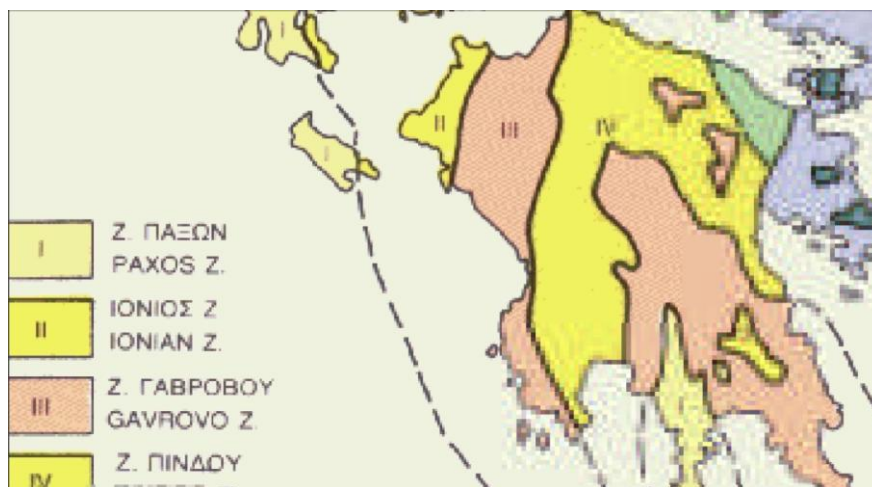 I
II
III
IV
I
I
Ζ. ΠΑΞΩΝ
PAXOS Z.
II
ΙΟΝΙΟΣ Ζ
IONIAN Z.
III
Ζ. ΓΑΒΡΟΒΟΥ
GAVROVO Z.
IV
Ζ. ΠΙΝΔΟΥ